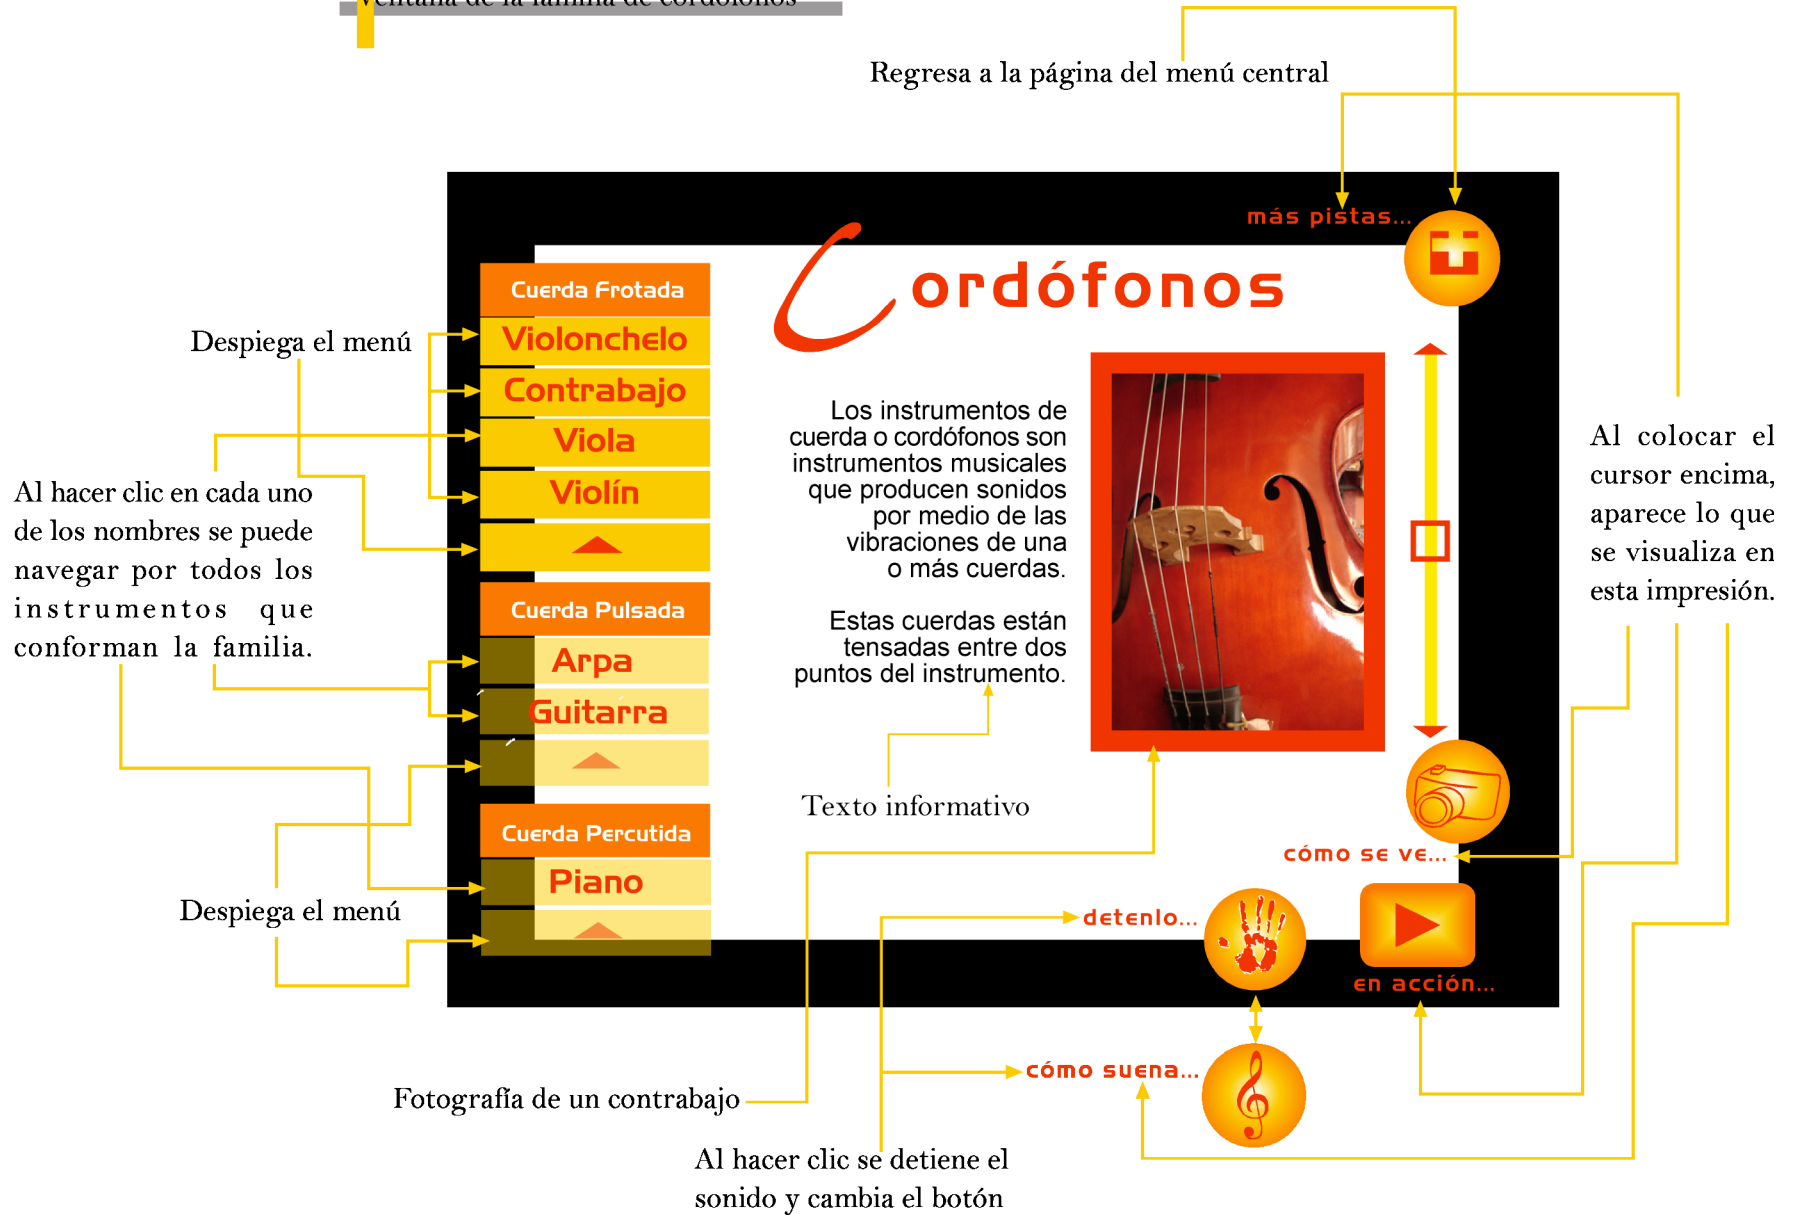 Ventana de la familia de cordófonos
Regresa a la página del menú central
más pistas...
Cordófonos
Cuerda Frotada
Violonchelo
Contrabajo
Viola
Violín
Despiega el menú
Al hacer clic en cada uno
de los nombres se puede
navegar por todos los
instrumentos que
conforman la familia.
Cuerda Pulsada
Arpa
Guitarra
Cuerda Percutida
Piano
Despiega el menú
Los instrumentos de
cuerda o cordófonos son
instrumentos musicales
que producen sonidos
por medio de las
vibraciones de una
o más cuerdas.
Estas cuerdas están
tensadas entre dos
puntos del instrumento.
Texto informativo
Al colocar el
cursor encima,
aparece lo que
se visualiza en
esta impresión.
cómo se ve...
detenlo...
en acción...
cómo suena...
Fotografía de un contrabajo
Al hacer clic se detiene el
sonido y cambia el botón